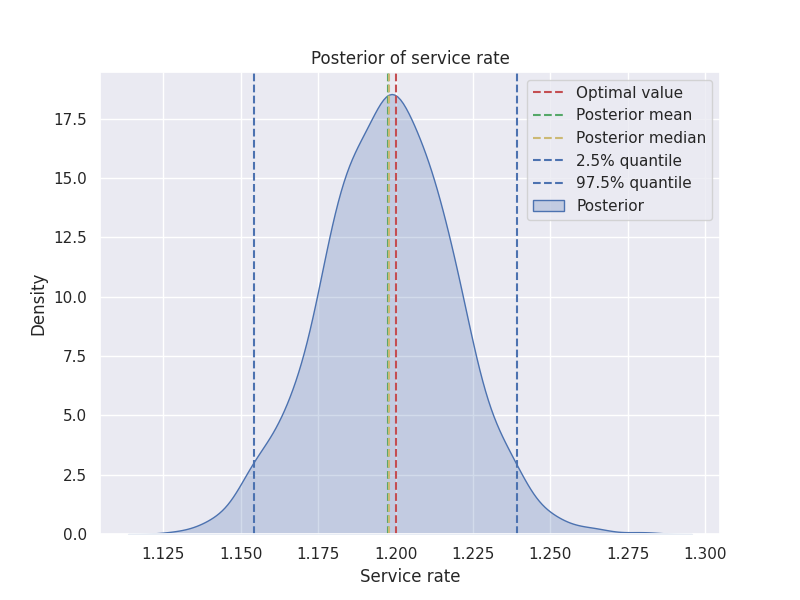 Posterior of service rate
Optimal value
Posterior mean
Posterior median
2.5% quantile
97.5% quantile
Posterior
17.5
15.0
12.5
10.0
7.5
5.0
2.5
0.0
Density
1.125 1.150 1.175 1.200 1.225 1.250 1.275 1.300
Service rate